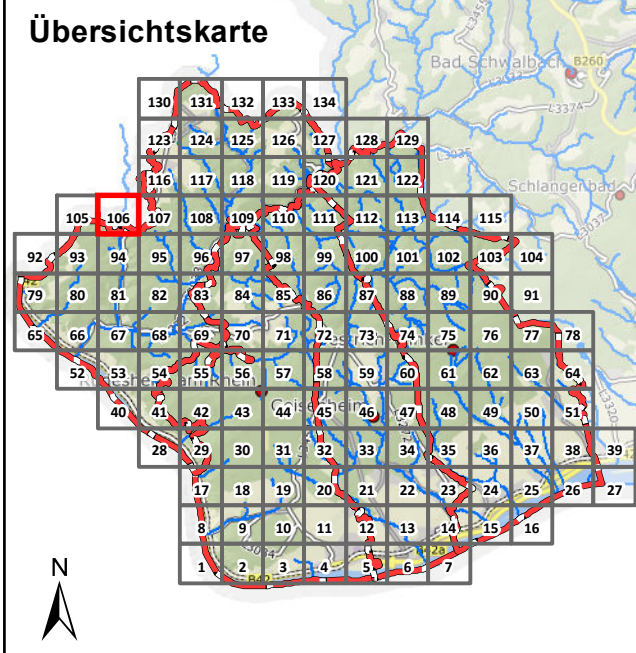 Übersichtskarte
L3455
Bad Schwalbach B260
130 131 132 133 134
L3374
123 124 125 126 127 128 129
L3035
116 117 118 119 120 121 122
Schlangenbad
105 106 107 108 109 110 111 112 113 114 115
L3037
92 93 94 95 96 97 98 99 100 101 102 103 104
79 80 81 82 83 84 85 86 87 88 89 90 91
65 66 67 68 69 70 71 72 73 74 75 76 77 78
52 53 54 55 56 57 58 59 60 61 62 63 64
L3320
40 41 42 43 44 45 46 47 48 49 50 51
28 29 30 31 32 33 34 35 36 37 38 39
17 18 19 20 21 22 23 24 25 26 27
8 9 10 11 12 13 14 15 16
L3034
B42a
1 2 3 4 5 6 7
B42
N